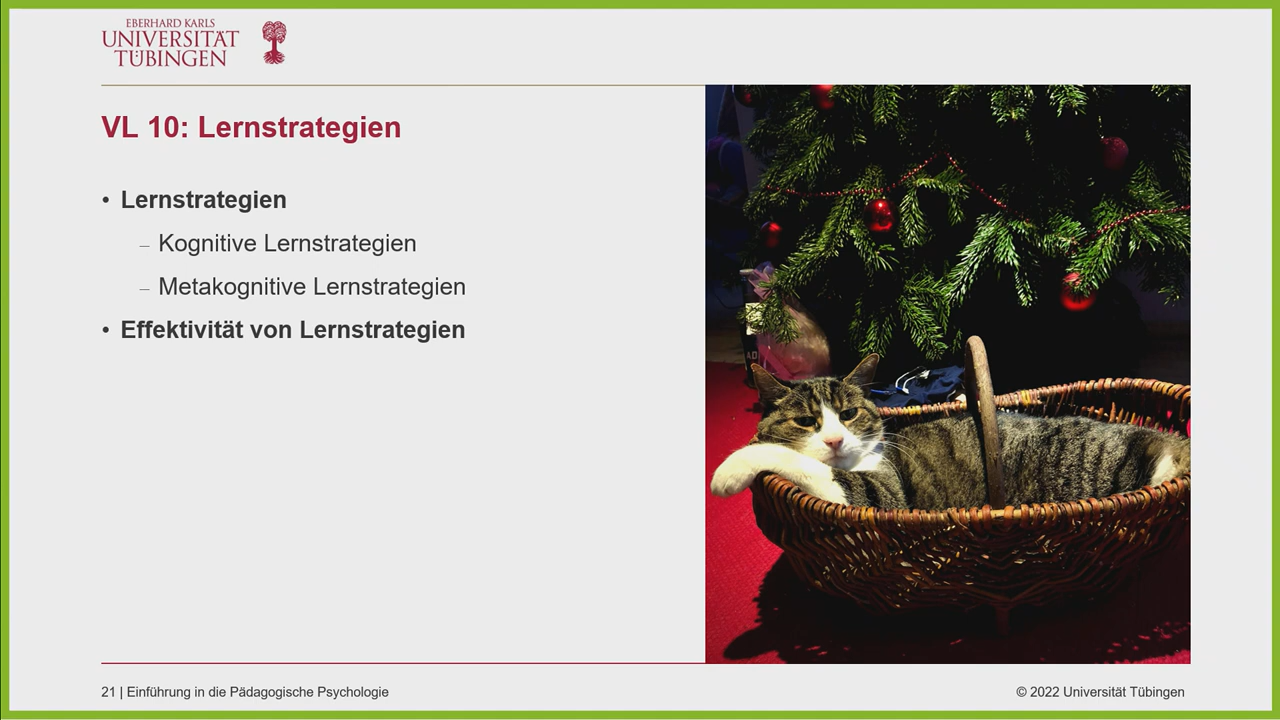 EBERHARD KARLS
UNIVERSITÄT
TÜBINGEN
VL 10: Lernstrategien
• Lernstrategien
– Kognitive Lernstrategien
– Metakognitive Lernstrategien
• Effektivität von Lernstrategien
21 | Einführung in die Pädagogische Psychologie
© 2022 Universität Tübingen